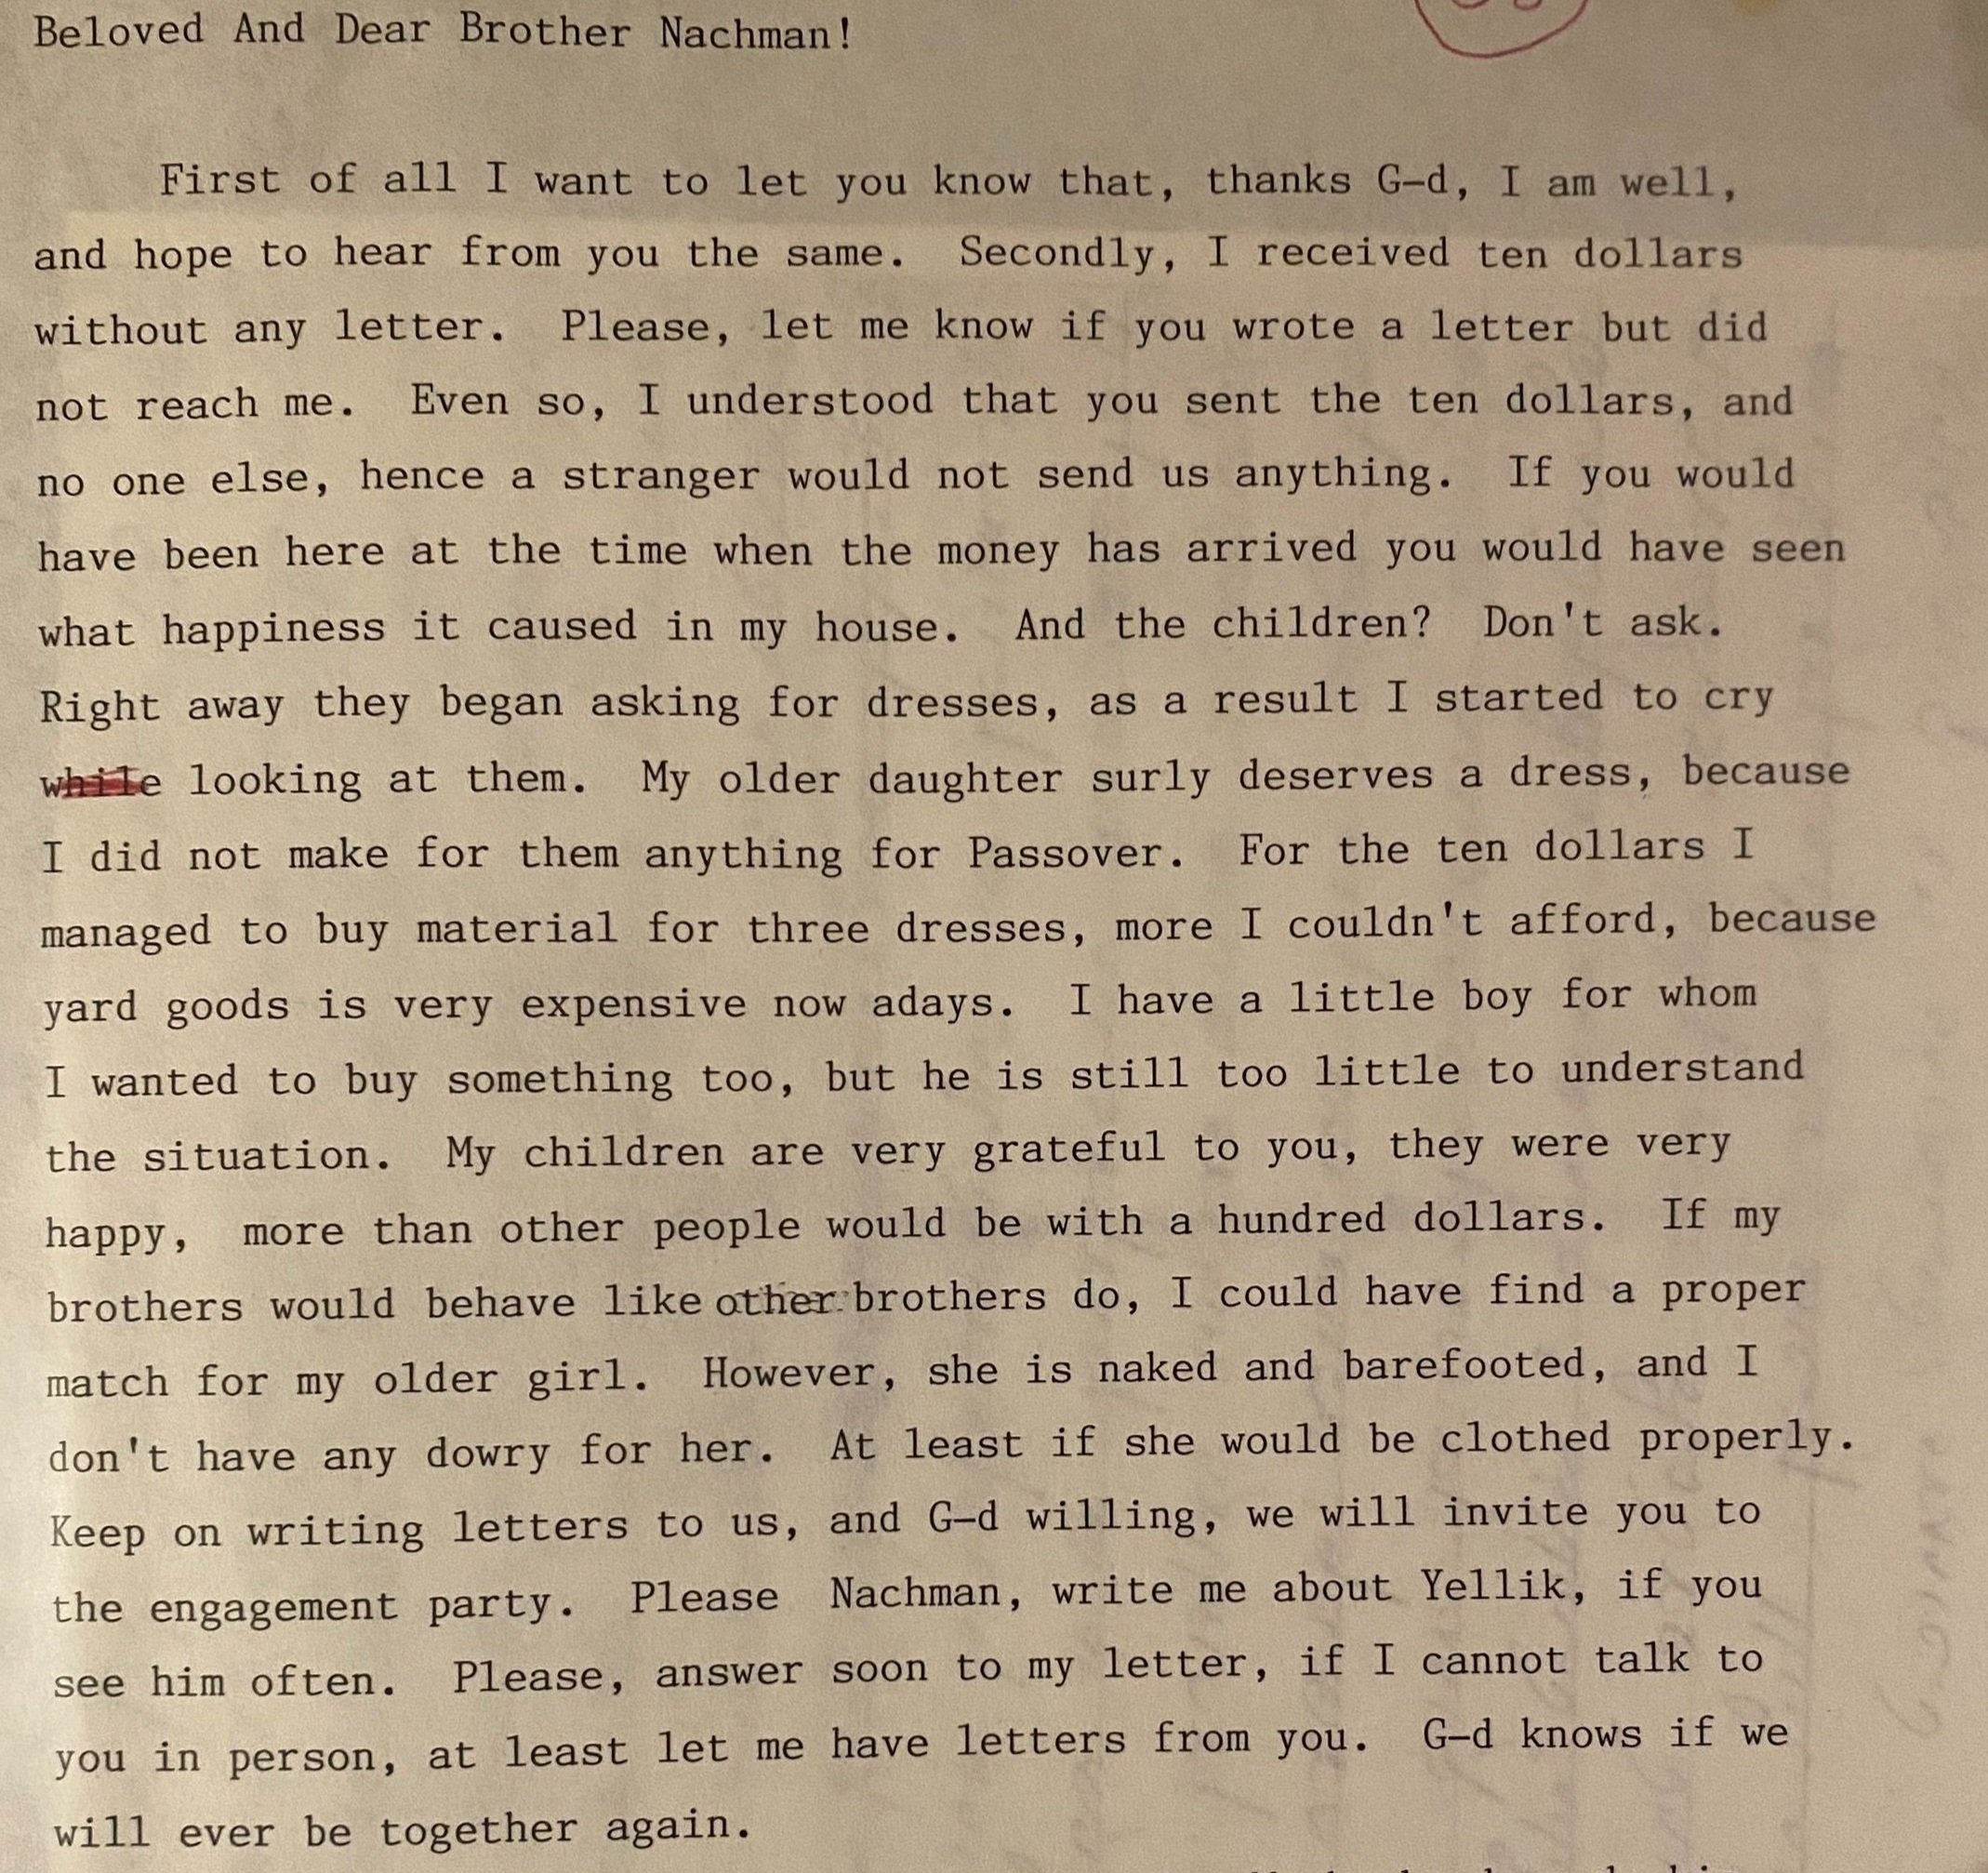 Beloved And Dear Brother Nachman!
First of all I want to let you know that, thanks G-d, I am well,
and hope to hear from you the same. Secondly, I received ten dollars
without any letter. Please, let me know if you wrote a letter but did
not reach me. Even so, I understood that you sent the ten dollars, and
no one else, hence a stranger would not send us anything. If you would
have been here at the time when the money has arrived you would have seen
what happiness it caused in my house. And the children? Don't ask.
Right away they began asking for dresses, as a result I started to cry
while looking at them. My older daughter surly deserves a dress, because
I did not make for them anything for Passover. For the ten dollars I
managed to buy material for three dresses, more I couldn't afford, because
yard goods is very expensive now adays. I have a little boy for whom
I wanted to buy something too, but he is still too little to understand
the situation. My children are very grateful to you, they were very
happy, more than other people would be with a hundred dollars. If my
brothers would behave like other brothers do, I could have find a proper
match for my older girl. However, she is naked and barefooted, and I
don't have any dowry for her. At least if she would be clothed properly.
Keep on writing letters to us, and G-d willing, we will invite you to
the engagement party. Please Nachman, write me about Yellik, if you
see him often. Please, answer soon to my letter, if I cannot talk to
you in person, at least let me have letters from you. G-d knows if we
will ever be together again.